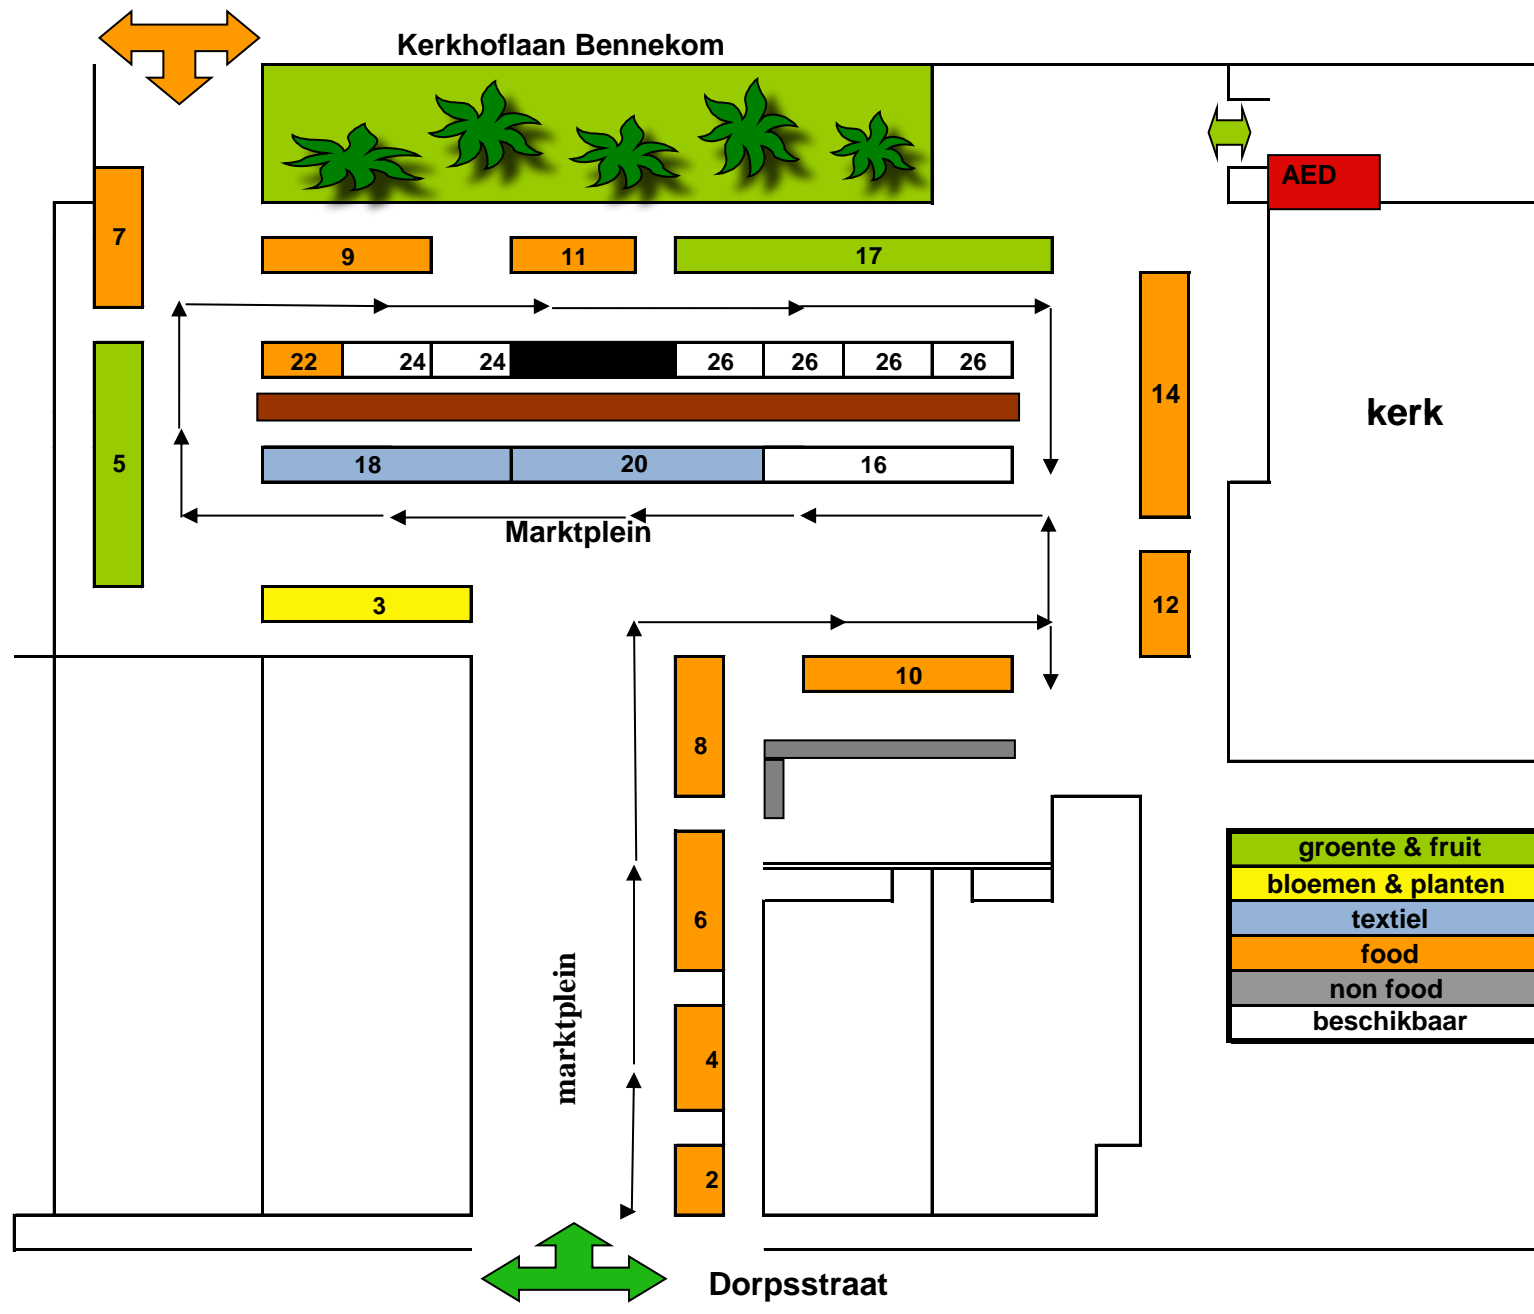 Kerkhoflaan Bennekom
AED
7
9
11
17
22
24
24
26
26
26
26
14
kerk
5
18
20
16
Marktplein
3
12
10
8
6
4
2
marktplein
groente & fruit
bloemen & planten
textiel
food
non food
beschikbaar
Dorpsstraat